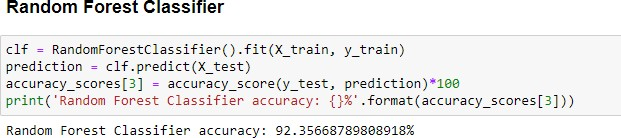 Random Forest Classifier
clf = RandomForestClassifier().fit(X_train, y_train)
prediction = clf.predict(X_test)
accuracy_scores[3] = accuracy_score(y_test, prediction)*100
print('Random Forest Classifier accuracy: {}%'.format(accuracy_scores[3]))
Random Forest Classifier accuracy: 92.35668789808918%